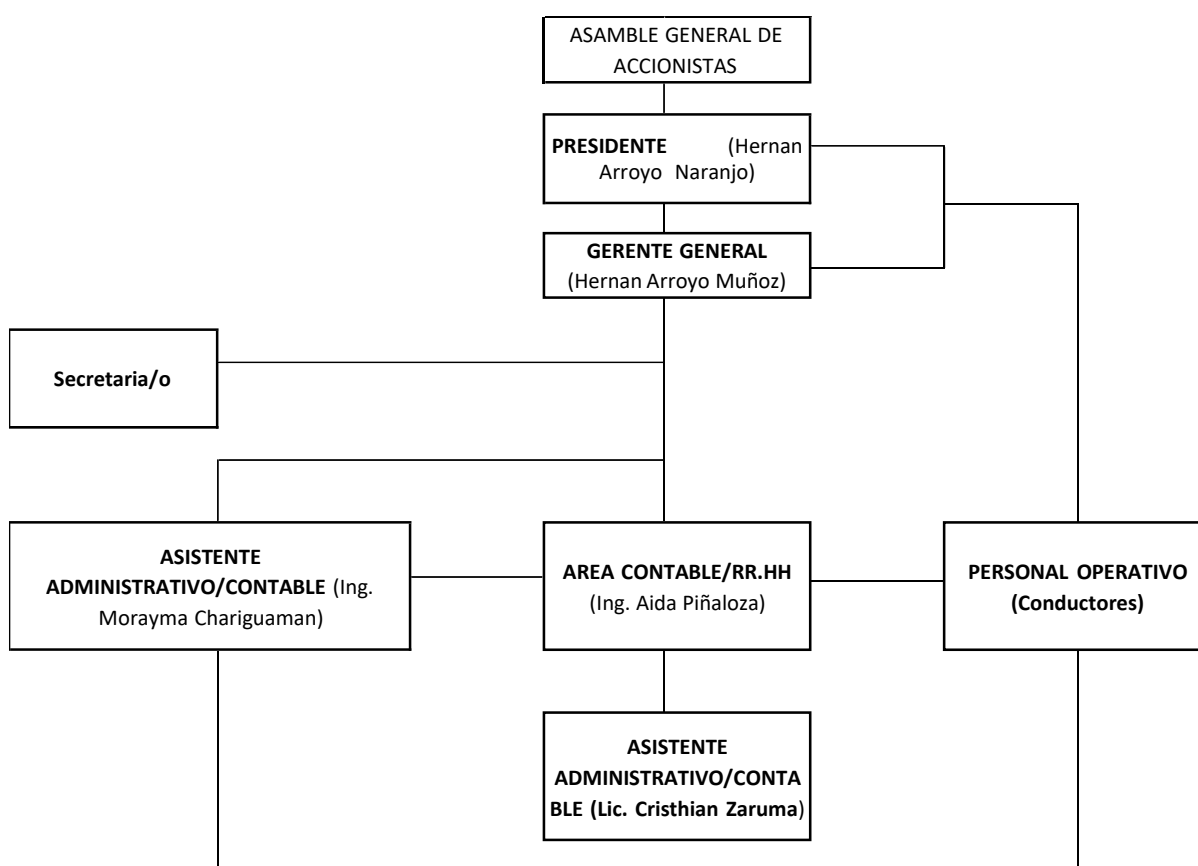 ASAMBLE GENERAL DE
ACCIONISTAS
PRESIDENTE (Hernan
Arroyo Naranjo)
GERENTE GENERAL
(Hernan Arroyo Muñoz)
Secretaria/o
ASISTENTE
ADMINISTRATIVO/CONTABLE (Ing.
Morayma Chariguaman)
AREA CONTABLE/RR.HH
(Ing. Aida Piñaloza)
PERSONAL OPERATIVO
(Conductores)
ASISTENTE
ADMINISTRATIVO/CONTA
BLE (Lic. Cristhian Zaruma)